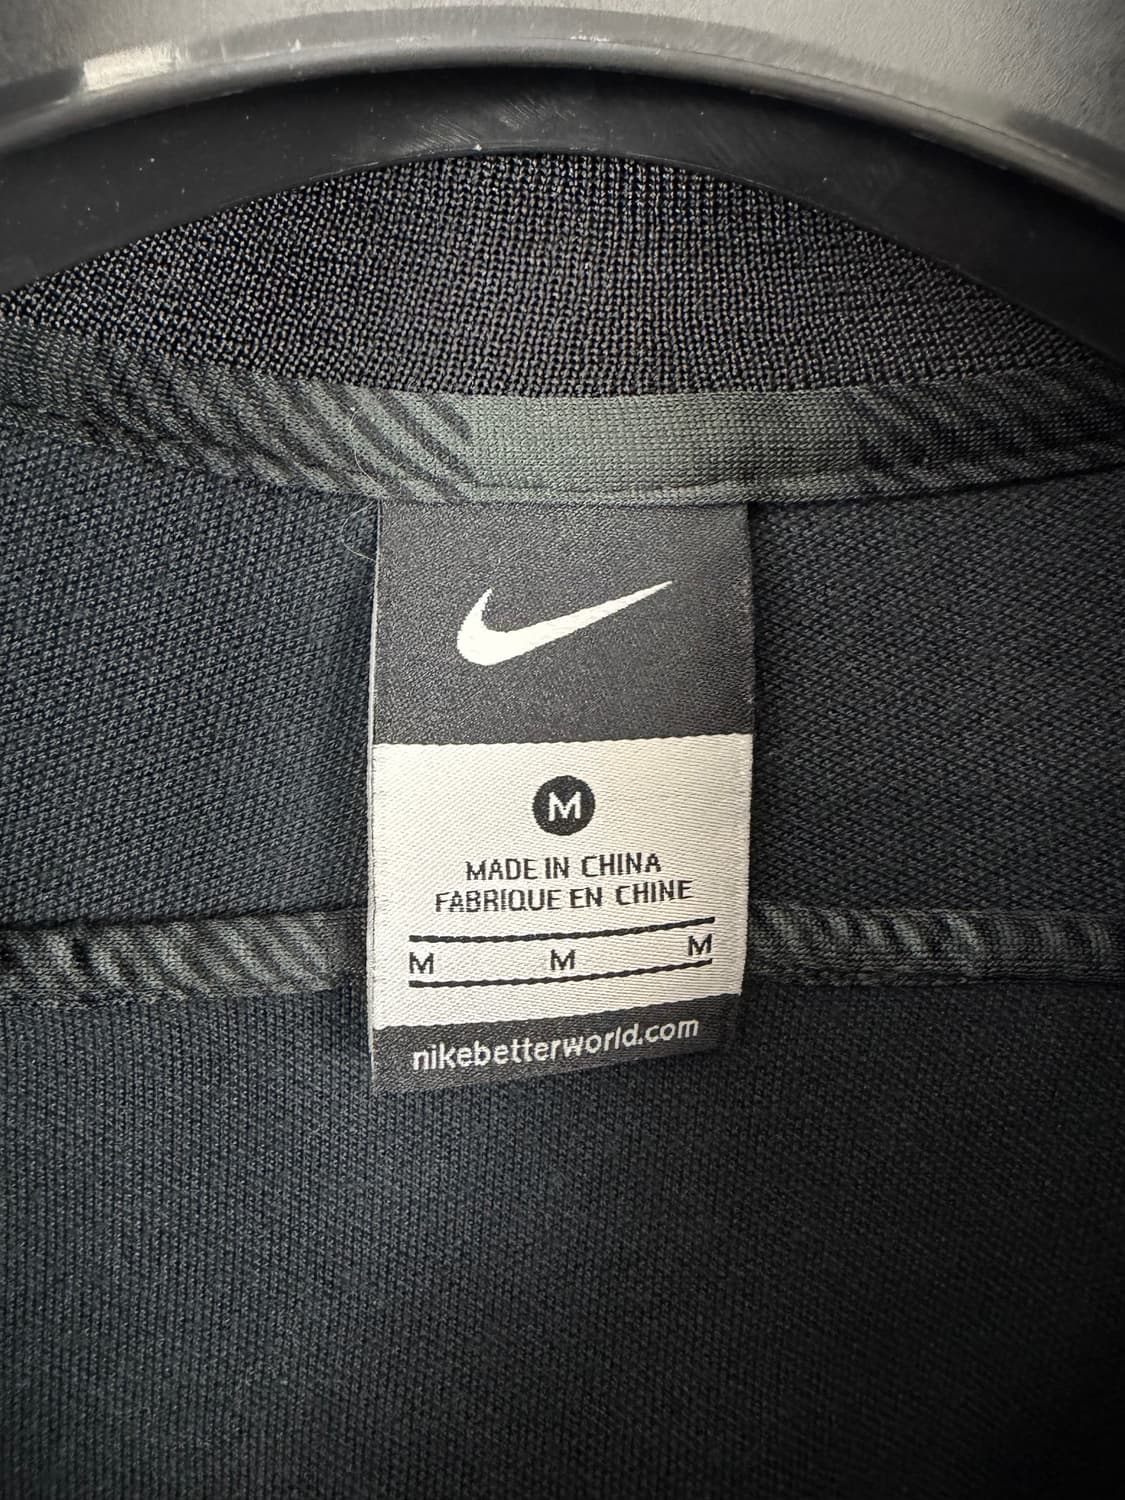 M
MADE IN CHINA
FABRIQUE EN CHINE
M M M
nikebetterworld.com